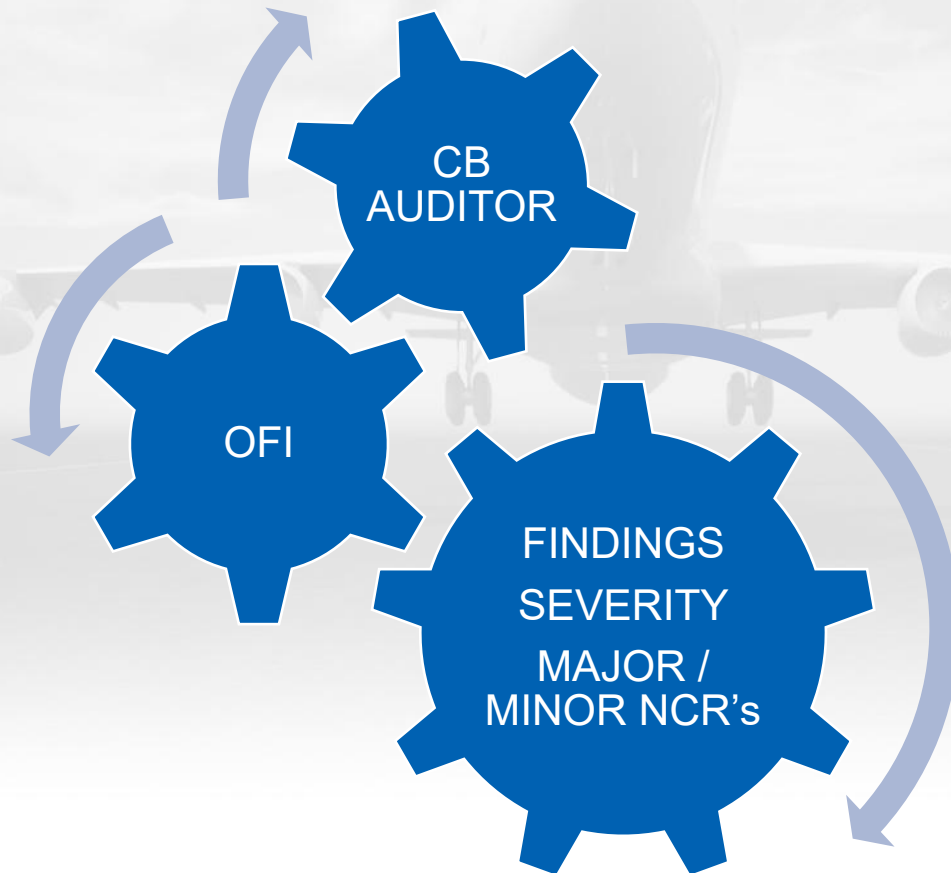 CB
AUDITOR
OFI
FINDINGS
SEVERITY
MAJOR /
MINOR NCR’s